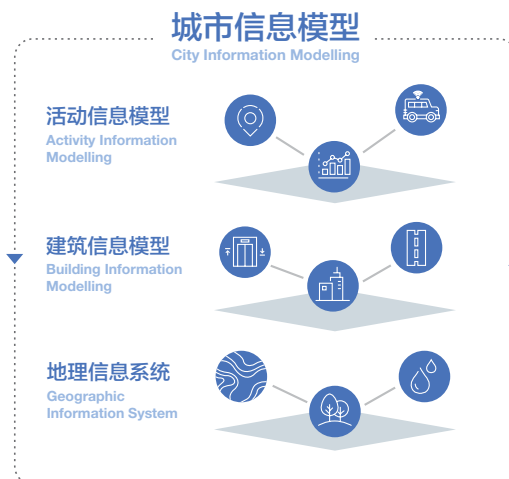 城市信息模型
City Information Modelling
活动信息模型
Activity Information
Modelling
建筑信息模型
Building Information
Modelling
地理信息系统
Geographic
Information System